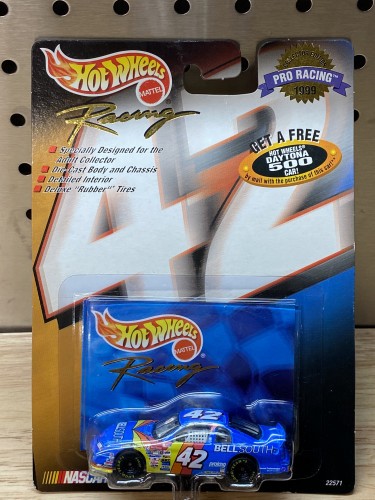 Hot Wheels
MATTEL
Racing
PRO RACING™
1999
Specially Designed for the
Adult Collector
Die-Cast Body and Chassis
Detailed Interior
Deluxe "Rubber" Tires
GET A FREE
HOT WHEELS®
DAYTONA
500
CAR!
by mail with the purchase of this car!
42
Hot Wheels
MATTEL
Racing
42
BELLSOUTH
42
NASCAR
22571